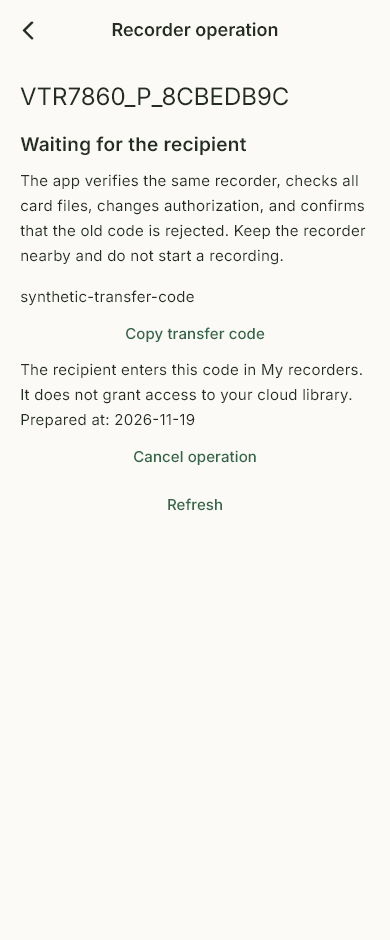 Recorder operation
VTR7860_P_8CBEDB9C
Waiting for the recipient
The app verifies the same recorder, checks all
card files, changes authorization, and confirms
that the old code is rejected. Keep the recorder
nearby and do not start a recording.
synthetic-transfer-code
Copy transfer code
The recipient enters this code in My recorders.
It does not grant access to your cloud library.
Prepared at: 2026-11-19
Cancel operation
Refresh